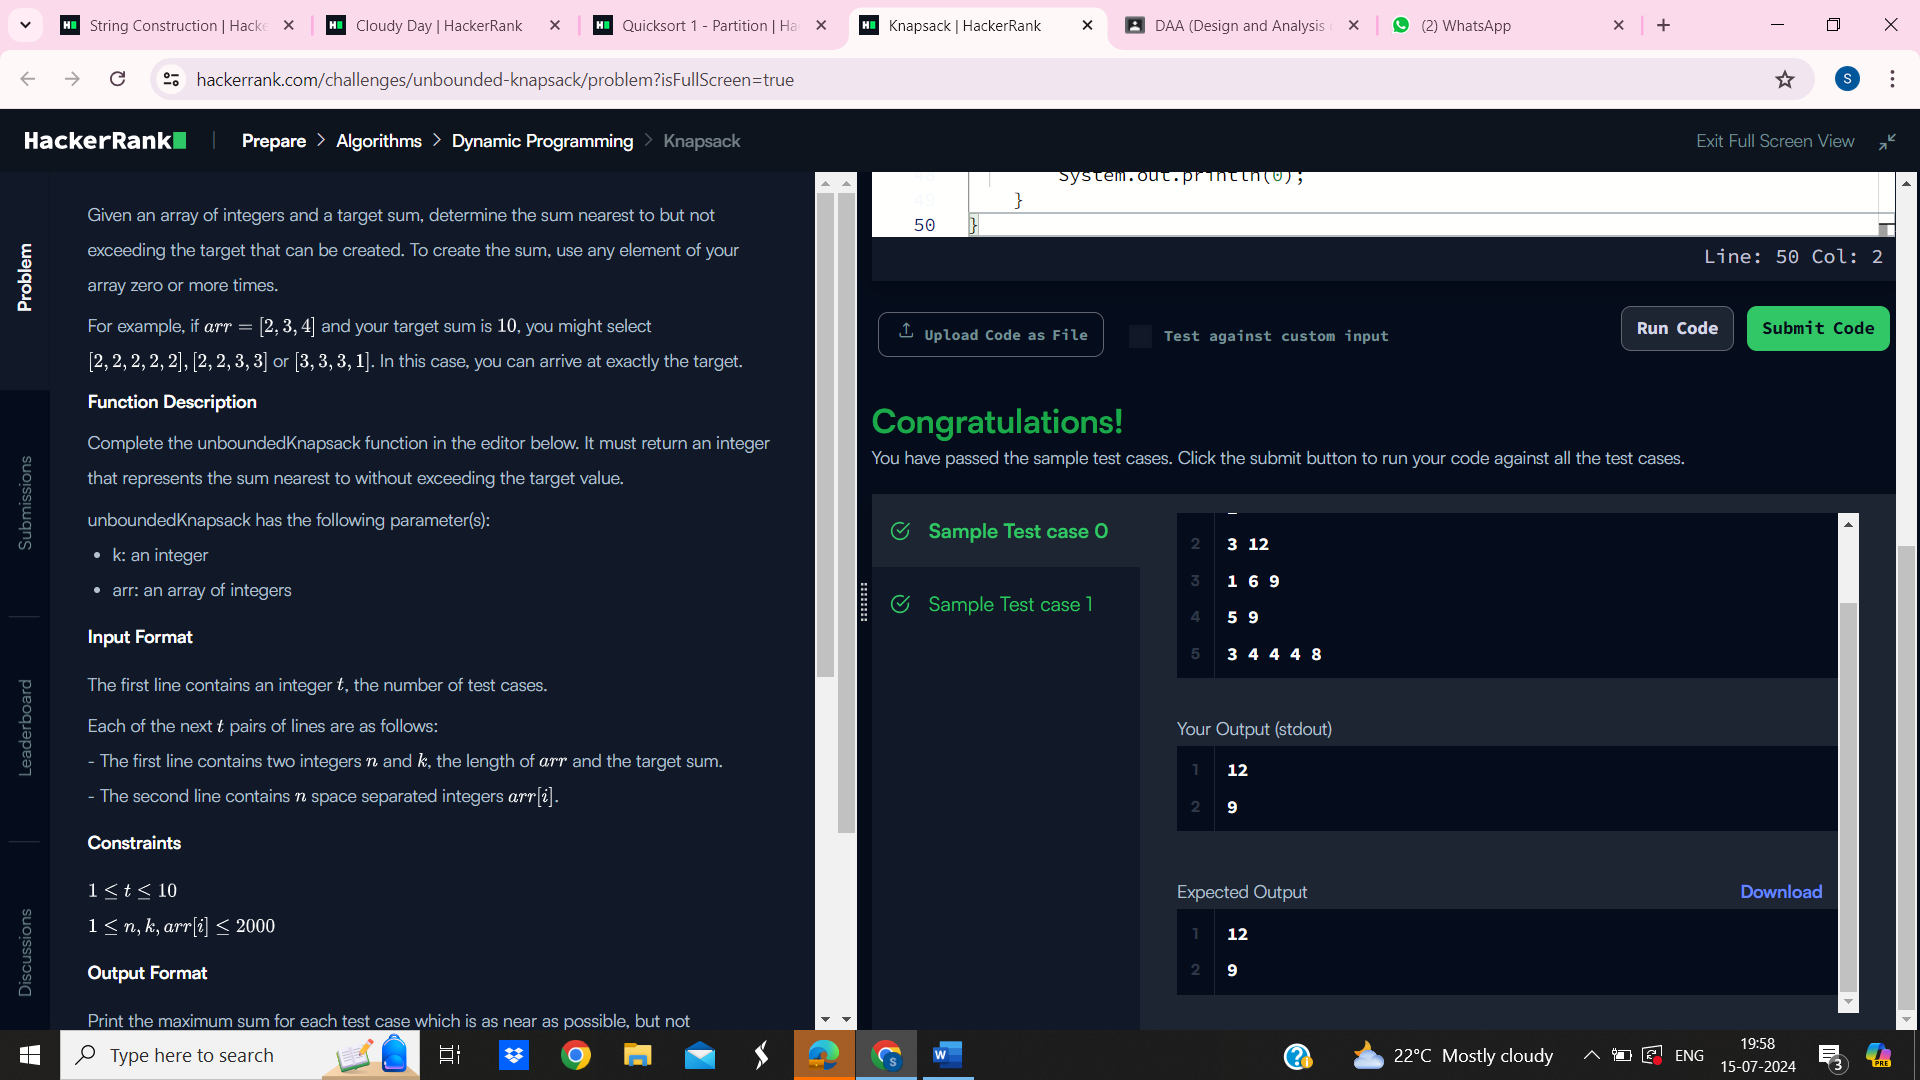 String Construction | Hacke
Cloudy Day | HackerRank
Quicksort 1 - Partition | Ha
Knapsack | HackerRank
DAA (Design and Analysis
(2) WhatsApp
hackerrank.com/challenges/unbounded-knapsack/problem?isFullScreen=true
S
HackerRank
Prepare > Algorithms > Dynamic Programming > Knapsack
Exit Full Screen View
Problem
Submissions
Leaderboard
Discussions
Given an array of integers and a target sum, determine the sum nearest to but not
exceeding the target that can be created. To create the sum, use any element of your
array zero or more times.
For example, if arr = [2, 3, 4] and your target sum is 10, you might select
[2, 2, 2, 2, 2], [2, 2, 3, 3] or [3, 3, 3, 1]. In this case, you can arrive at exactly the target.
Function Description
Complete the unboundedKnapsack function in the editor below. It must return an integer
that represents the sum nearest to without exceeding the target value.
unboundedKnapsack has the following parameter(s):
• k: an integer
• arr: an array of integers
Input Format
The first line contains an integer t, the number of test cases.
Each of the next t pairs of lines are as follows:
- The first line contains two integers n and k, the length of arr and the target sum.
- The second line contains n space separated integers arr[i].
Constraints
1 ≤ t ≤ 10
1 ≤ n, k, arr[i] ≤ 2000
Output Format
Print the maximum sum for each test case which is as near as possible, but not
System.out.println(0);
49 }
50 }
Line: 50 Col: 2
Upload Code as File
Test against custom input
Run Code
Submit Code
Congratulations!
You have passed the sample test cases. Click the submit button to run your code against all the test cases.
Sample Test case 0
Sample Test case 1
2 3 12
3 1 6 9
4 5 9
5 3 4 4 4 8
Your Output (stdout)
1 12
2 9
Expected Output
Download
1 12
2 9
Type here to search
22°C Mostly cloudy
ENG
19:58
15-07-2024
3